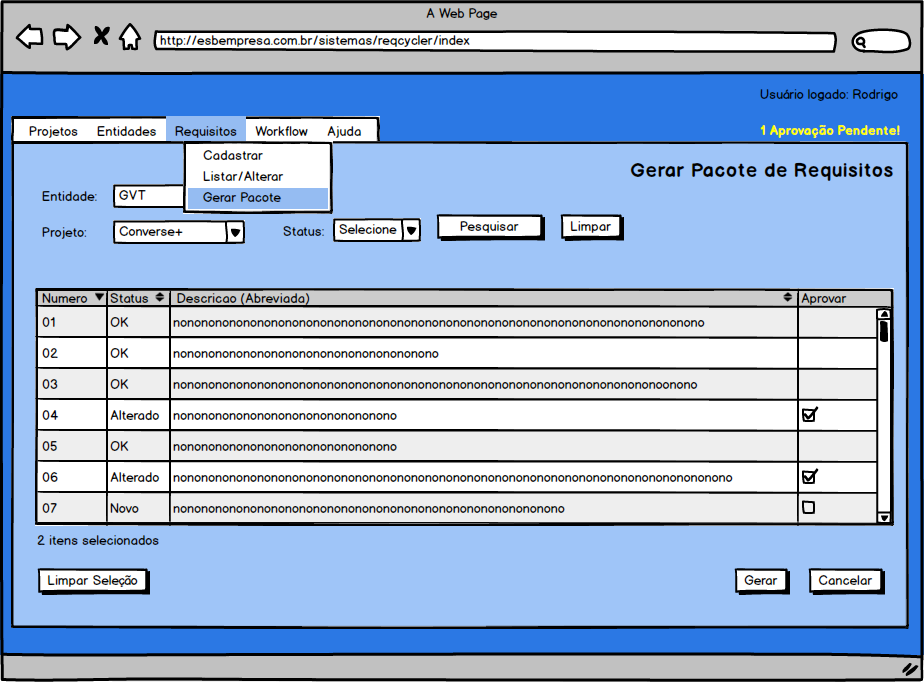 A Web Page
http://esbempresa.com.br/sistemas/reqcycler/index
Usuário logado: Rodrigo
Projetos Entidades Requisitos Workflow Ajuda
1 Aprovação Pendente!
Cadastrar
Listar/Alterar
Gerar Pacote
Gerar Pacote de Requisitos
Entidade: GVT
Projeto: Converse+ Status: Selecione Pesquisar Limpar
Numero Status Descricao (Abreviada) Aprovar
01 OK nononononononononononononononononononononononononononononononononononononono
02 OK nononononononononononononononononononono
03 OK nonononononononononononononononononononononononononononononononononononoonono
04 Alterado nononononononononononononononono
05 OK nononononononononononononononono
06 Alterado nononononononononononononononononononononononononononononononononononononononono
07 Novo nononononononononononononononononononononononononononono
2 itens selecionados
Limpar Seleção Gerar Cancelar